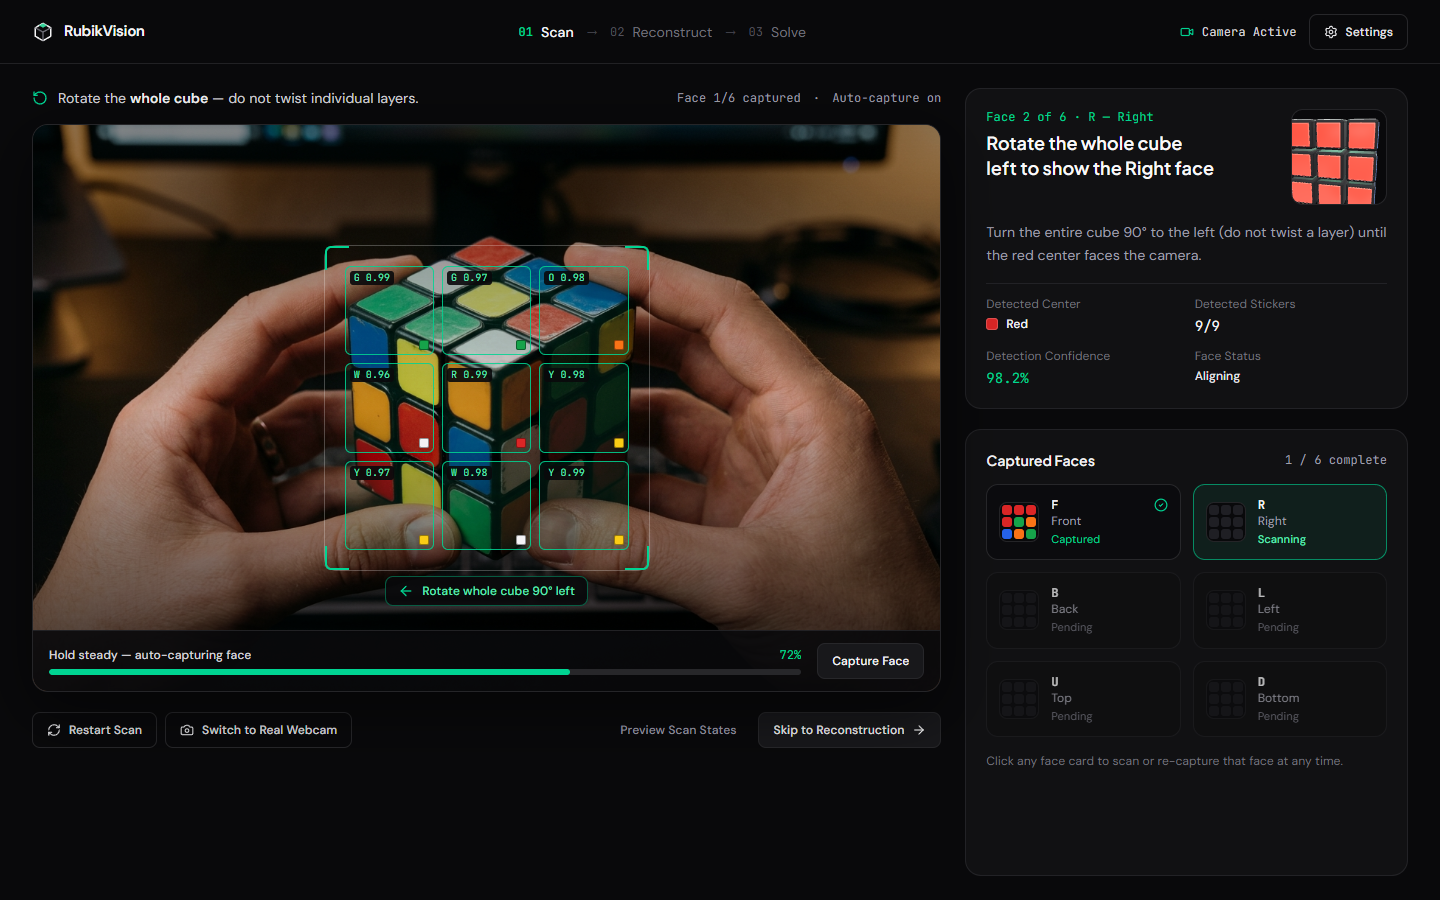 RubikVision
01 Scan → 02 Reconstruct → 03 Solve
Camera Active
Settings
Rotate the whole cube — do not twist individual layers.
Face 1/6 captured · Auto-capture on
G 0.99
G 0.97
O 0.98
W 0.96
R 0.99
Y 0.98
Y 0.97
W 0.98
Y 0.99
← Rotate whole cube 90° left
Hold steady — auto-capturing face
72%
Capture Face
Restart Scan
Switch to Real Webcam
Preview Scan States
Skip to Reconstruction →
Face 2 of 6 · R — Right
Rotate the whole cube
left to show the Right face
Turn the entire cube 90° to the left (do not twist a layer) until
the red center faces the camera.
Detected Center
Red
Detected Stickers
9/9
Detection Confidence
98.2%
Face Status
Aligning
Captured Faces
1 / 6 complete
F
Front
Captured
R
Right
Scanning
B
Back
Pending
L
Left
Pending
U
Top
Pending
D
Bottom
Pending
Click any face card to scan or re-capture that face at any time.